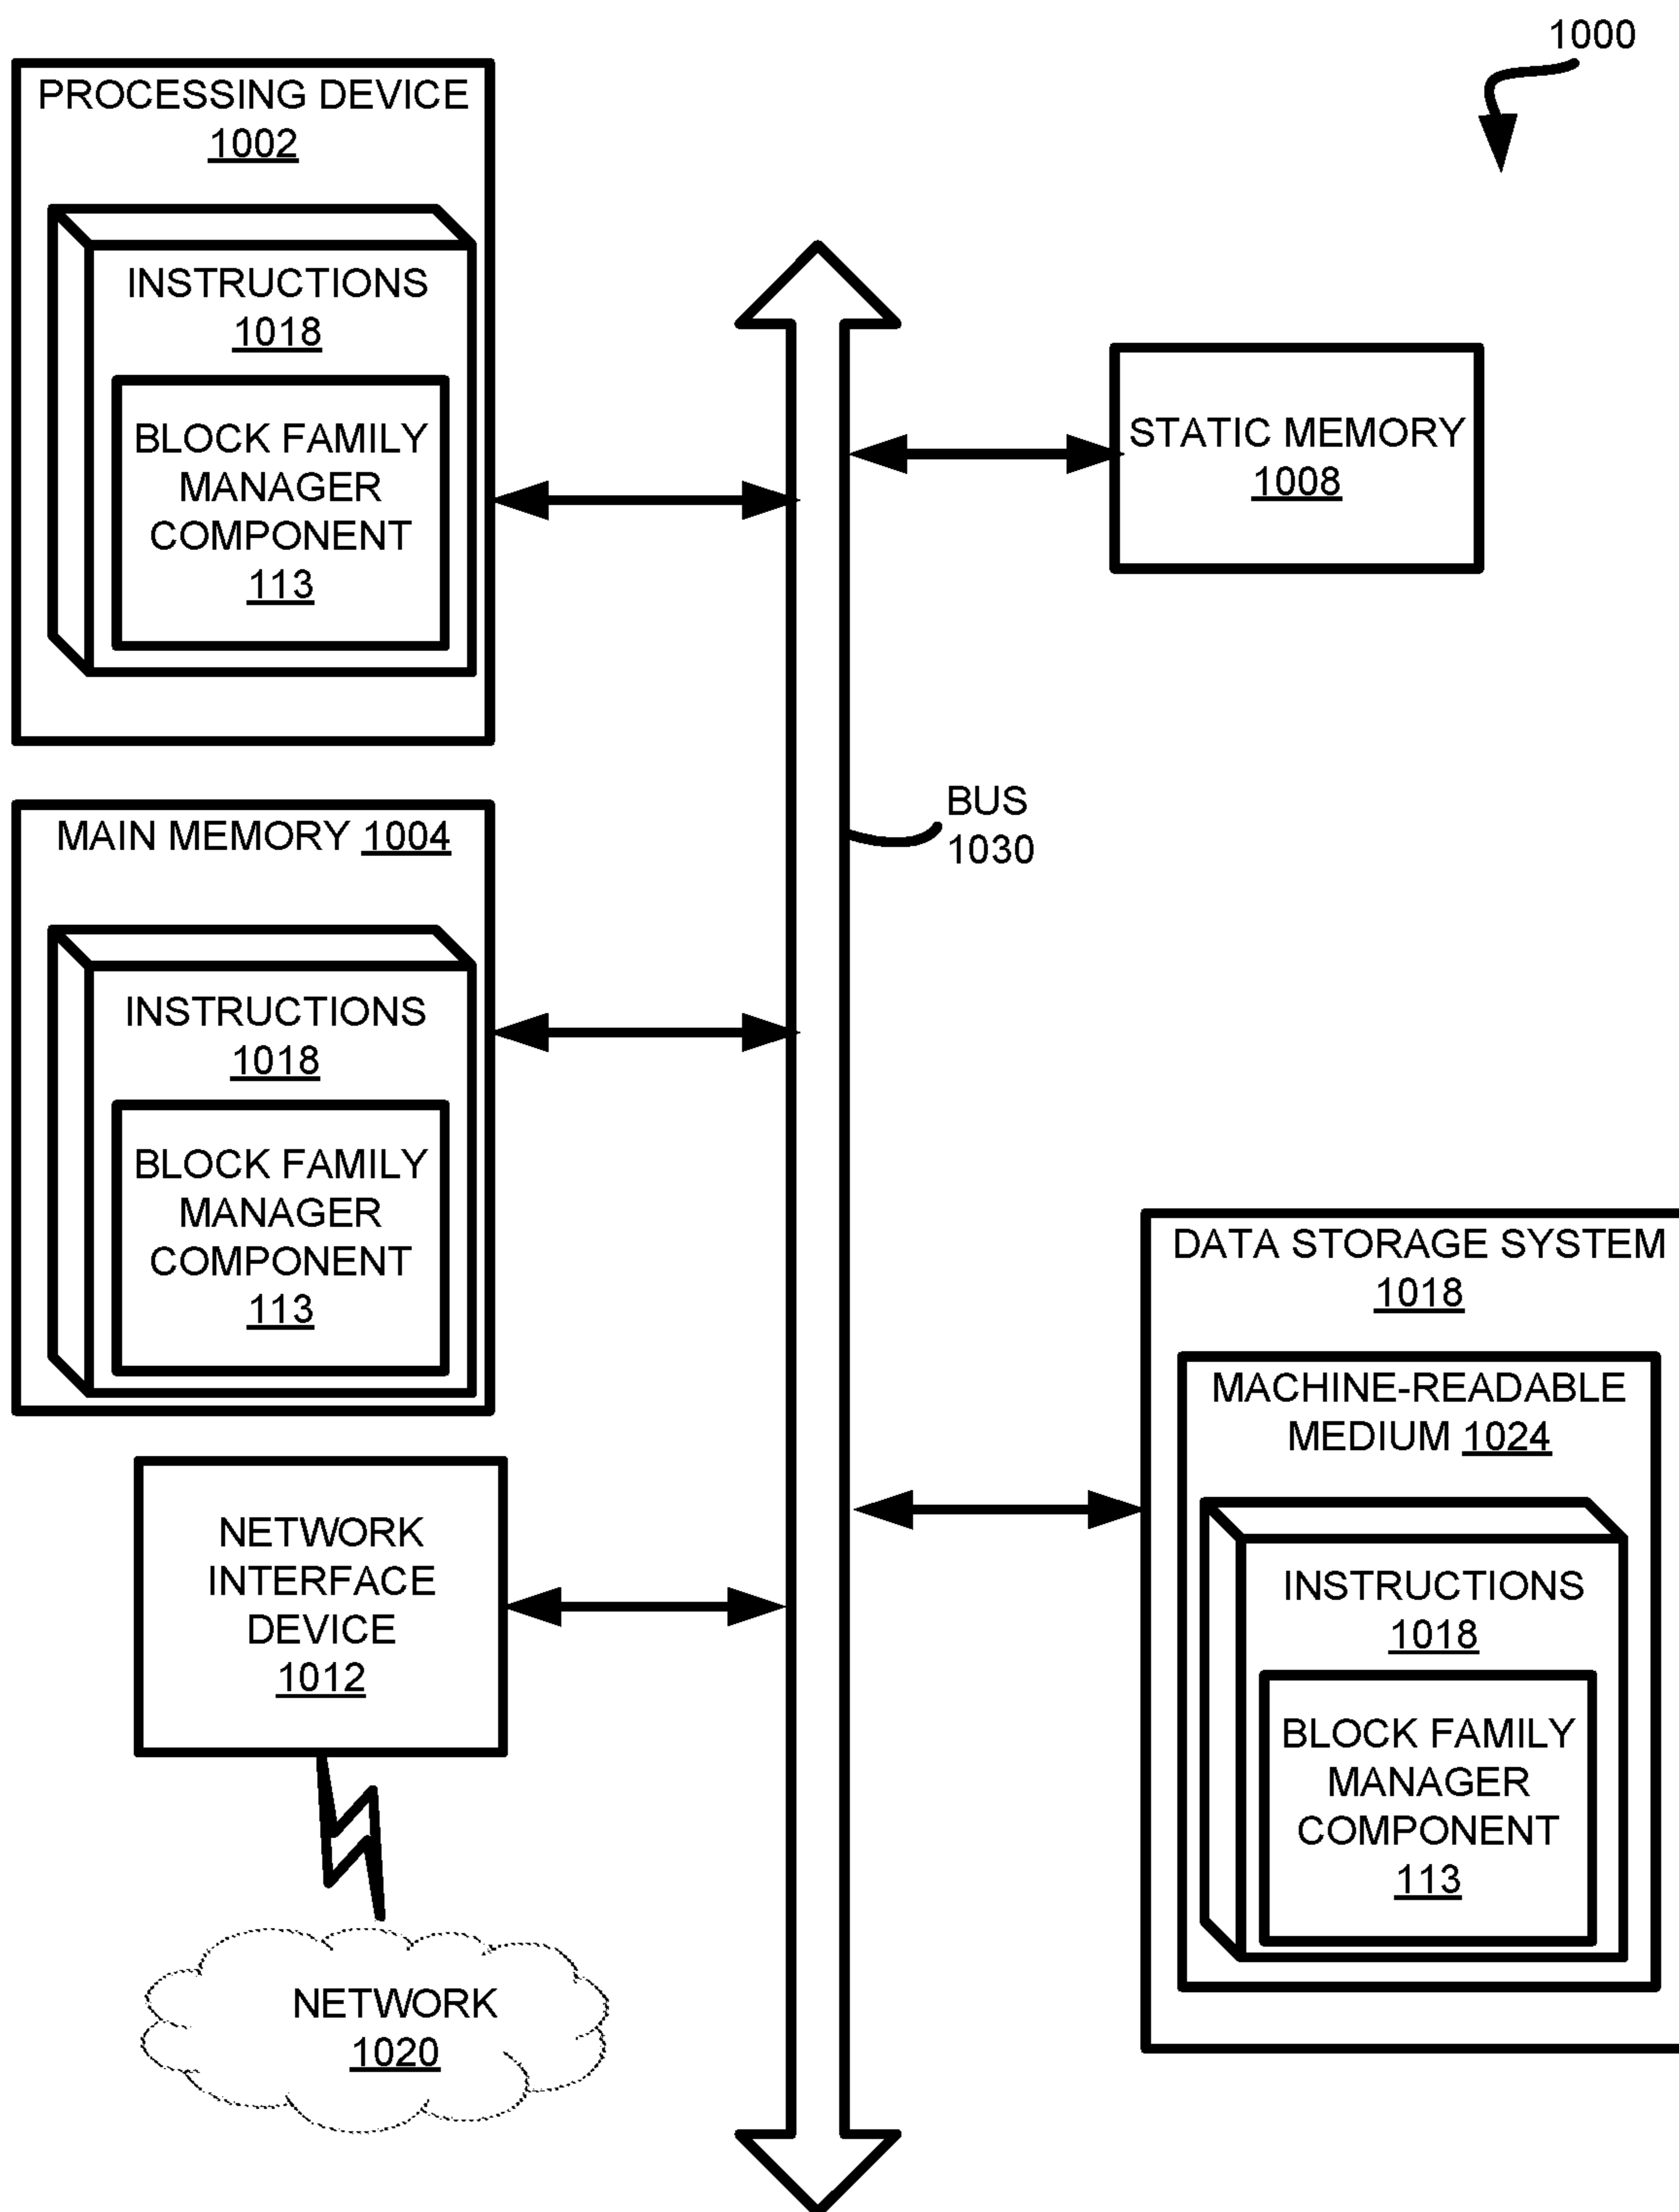 1000
PROCESSING DEVICE
1002
INSTRUCTIONS
1018
BLOCK FAMILY
MANAGER
COMPONENT
113
STATIC MEMORY
1008
BUS
1030
MAIN MEMORY 1004
INSTRUCTIONS
1018
BLOCK FAMILY
MANAGER
COMPONENT
113
DATA STORAGE SYSTEM
1018
MACHINE-READABLE
MEDIUM 1024
INSTRUCTIONS
1018
BLOCK FAMILY
MANAGER
COMPONENT
113
NETWORK
INTERFACE
DEVICE
1012
NETWORK
1020